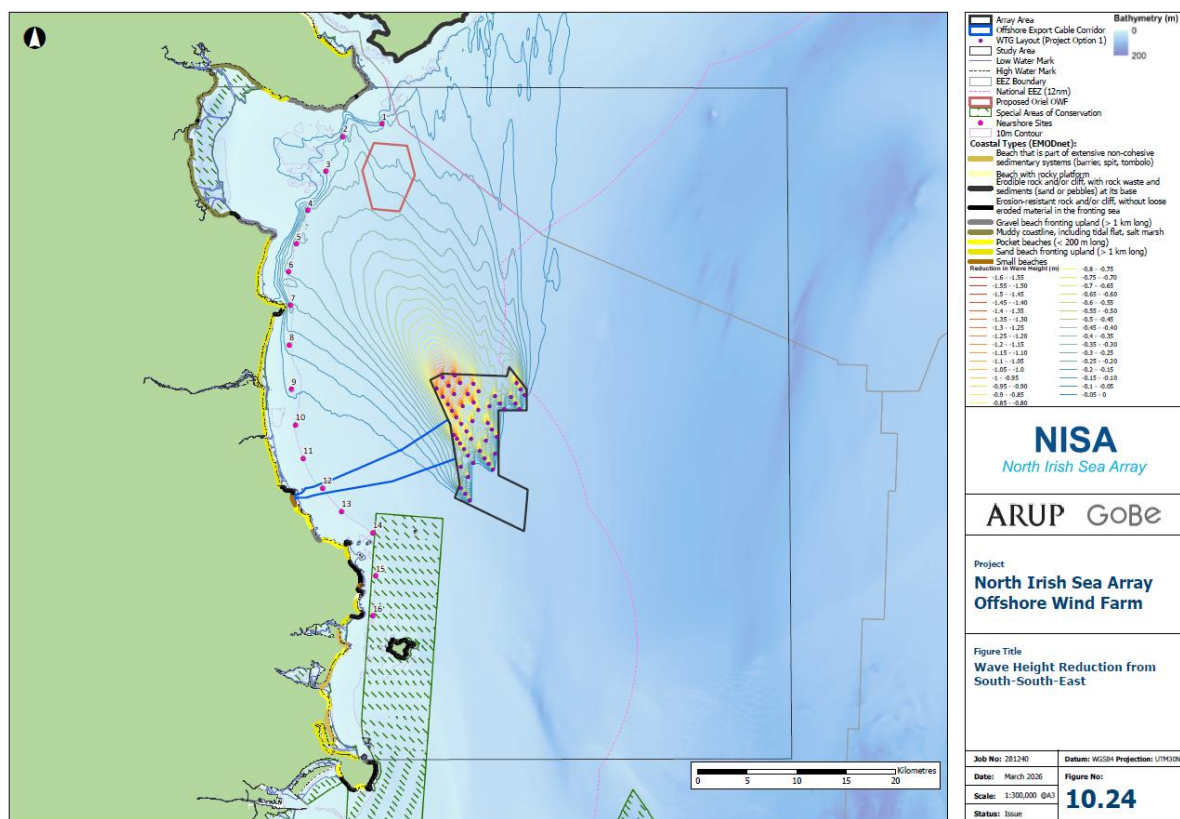 1
2
3
4
5
6
7
8
9
10
11
12
13
14
15
16
Kilometres
0 5 10 15 20
Array Area
Offshore Export Cable Corridor
WTG Layout (Project Option 1)
Study Area
Low Water Mark
High Water Mark
EEZ Boundary
National EEZ (12nm)
Proposed Oriel OWF
Special Areas of Conservation
Nearshore Sites
10m Contour
Bathymetry (m)
0
200
Coastal Types (EMODnet):
Beach that is part of extensive non-cohesive
sedimentary systems (barrier, spit, tombolo)
Beach with rocky platform
Erodible rock and/or cliff, with rock waste and
sediments (sand or pebbles) at its base
Erosion-resistant rock and/or cliff, without loose
eroded material in the fronting sea
Gravel beach fronting upland (> 1 km long)
Muddy coastline, including tidal flat, salt marsh
Pocket beaches (< 200 m long)
Sand beach fronting upland (> 1 km long)
Small beaches
Reduction in Wave Height (m)
-1.6 - -1.55
-1.55 - -1.50
-1.5 - -1.45
-1.45 - -1.40
-1.4 - -1.35
-1.35 - -1.30
-1.3 - -1.25
-1.25 - -1.20
-1.2 - -1.15
-1.15 - -1.10
-1.1 - -1.05
-1.05 - -1.0
-1 - -0.95
-0.95 - -0.90
-0.9 - -0.85
-0.85 - -0.80
-0.8 - -0.75
-0.75 - -0.70
-0.7 - -0.65
-0.65 - -0.60
-0.6 - -0.55
-0.55 - -0.50
-0.5 - -0.45
-0.45 - -0.40
-0.4 - -0.35
-0.35 - -0.30
-0.3 - -0.25
-0.25 - -0.20
-0.2 - -0.15
-0.15 - -0.10
-0.1 - -0.05
-0.05 - 0
NISA
North Irish Sea Array
ARUP GoBe
Project
North Irish Sea Array
Offshore Wind Farm
Figure Title
Wave Height Reduction from
South-South-East
Job No: 281240
Datum: WGS84 Projection: UTM30N
Date: March 2026
Figure No:
Scale: 1:300,000 @A3
10.24
Status: Issue